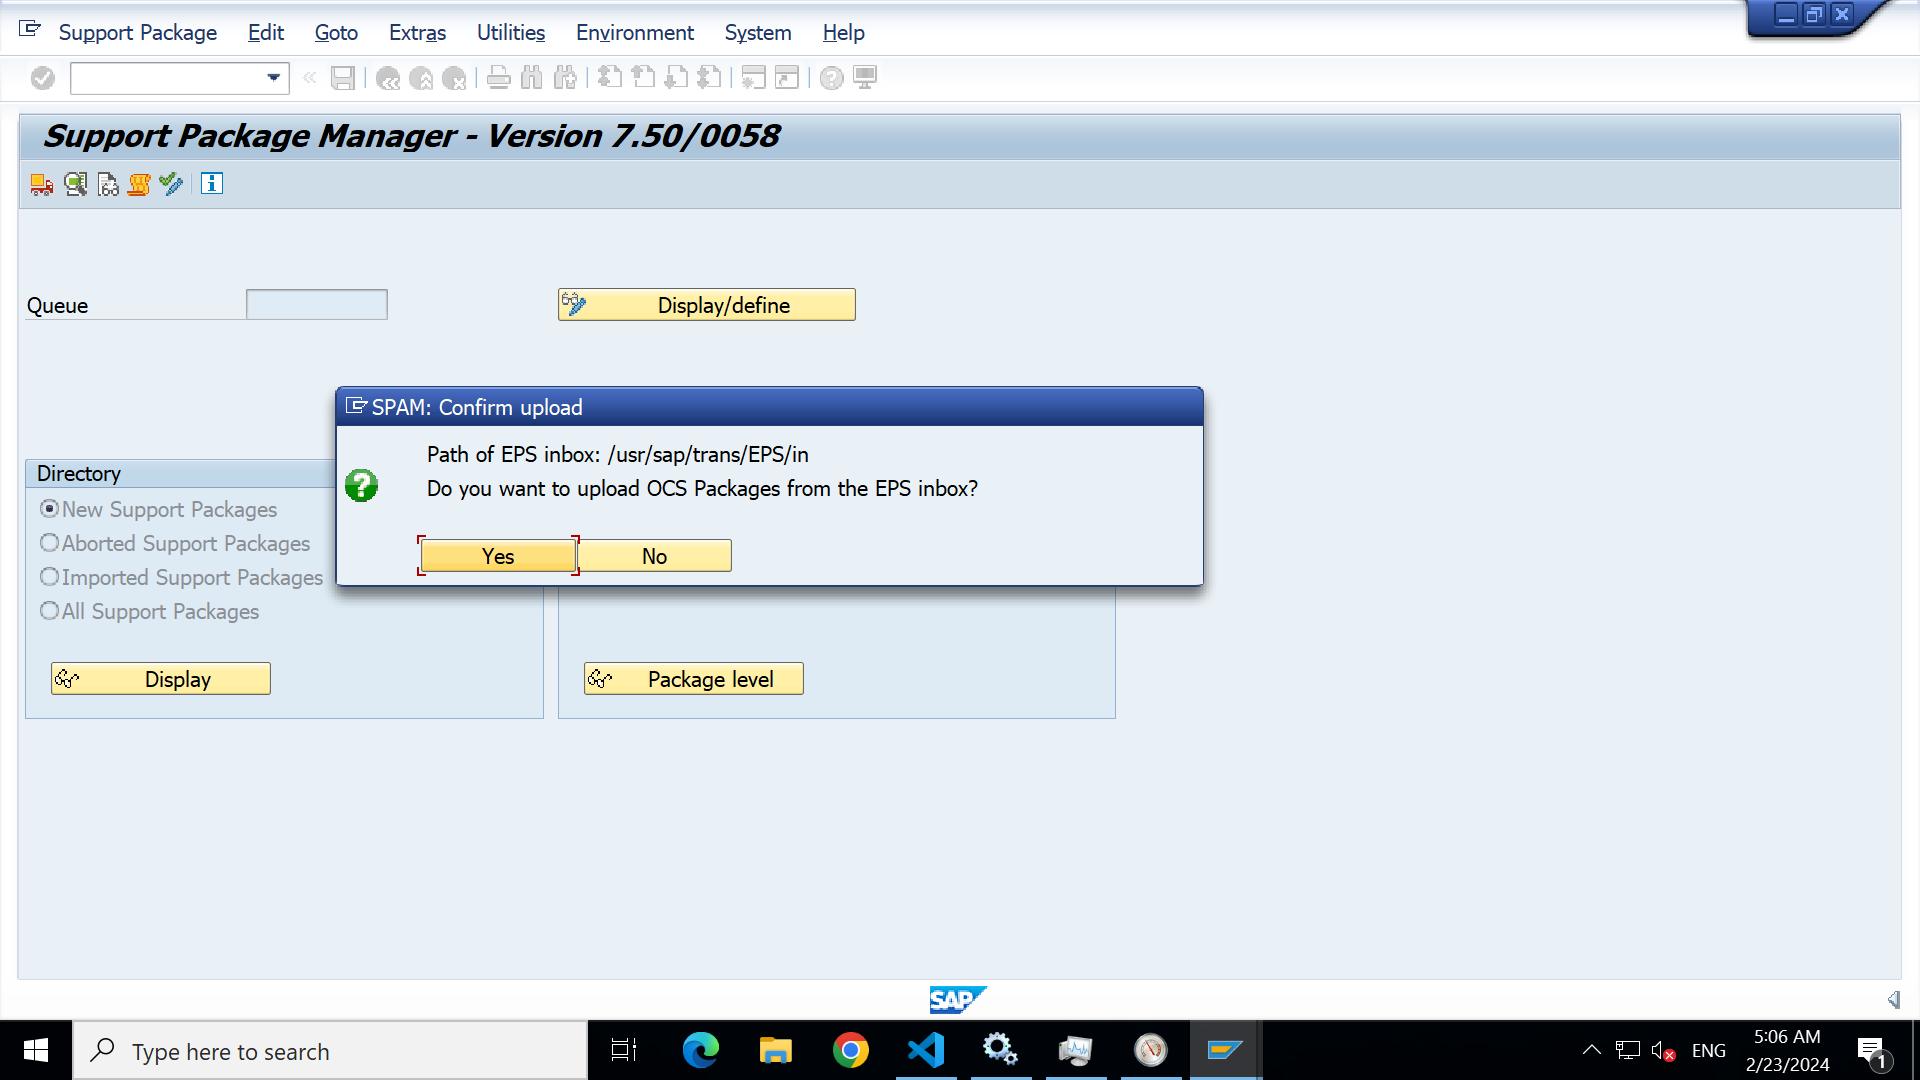 Support Package Edit Goto Extras Utilities Environment System Help
Support Package Manager - Version 7.50/0058
Queue
Display/define
SPAM: Confirm upload
Path of EPS inbox: /usr/sap/trans/EPS/in
Do you want to upload OCS Packages from the EPS inbox?
Yes No
Directory
New Support Packages
Aborted Support Packages
Imported Support Packages
All Support Packages
Display
Package level
SAP
Type here to search
ENG
5:06 AM
2/23/2024
1